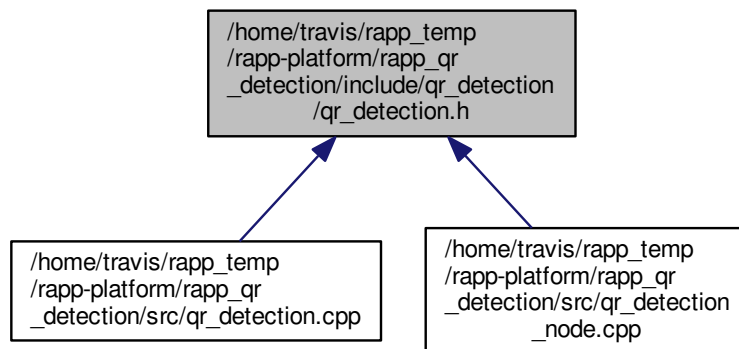 /home/travis/rapp_temp
/rapp-platform/rapp_qr
_detection/include/qr_detection
/qr_detection.h
/home/travis/rapp_temp
/rapp-platform/rapp_qr
_detection/src/qr_detection.cpp
/home/travis/rapp_temp
/rapp-platform/rapp_qr
_detection/src/qr_detection
_node.cpp